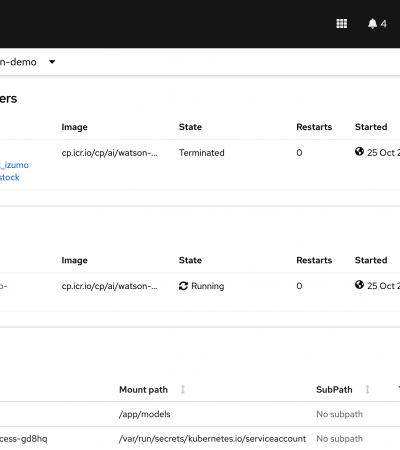 4
n-demo
ers
Image State Restarts Started
cp.icr.io/cp/ai/watson-... Terminated 0 25 Oct 2
_izumo
stock
Image State Restarts Started
o- cp.icr.io/cp/ai/watson-... Running 0 25 Oct 2
Mount path SubPath
/app/models No subpath
cess-gd8hq /var/run/secrets/kubernetes.io/serviceaccount No subpath